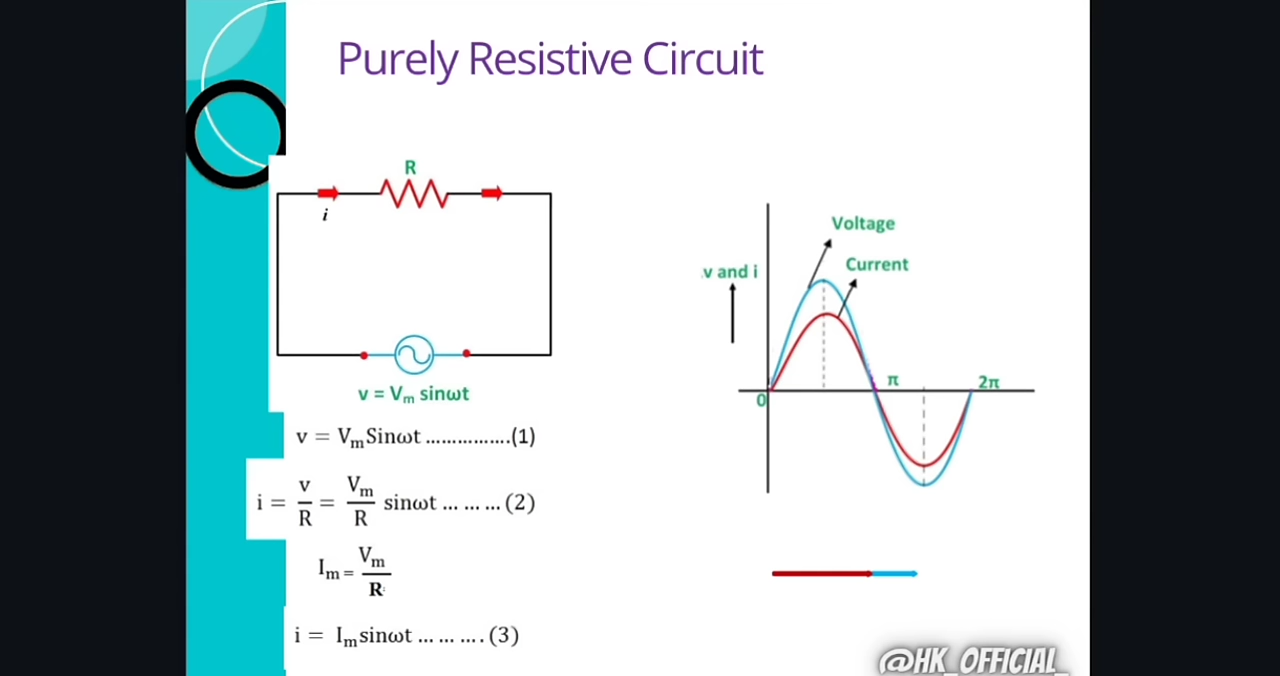 Purely Resistive Circuit
R
i
v = Vₘ sinωt
v = VₘSinωt ...............(1)
i = v/R = Vₘ/R sinωt ... ... ... (2)
Iₘ = Vₘ/R
i = Iₘsinωt ... ... ... . (3)
Voltage
Current
v and i
0
π
2π
@HK_OFFICIAL_